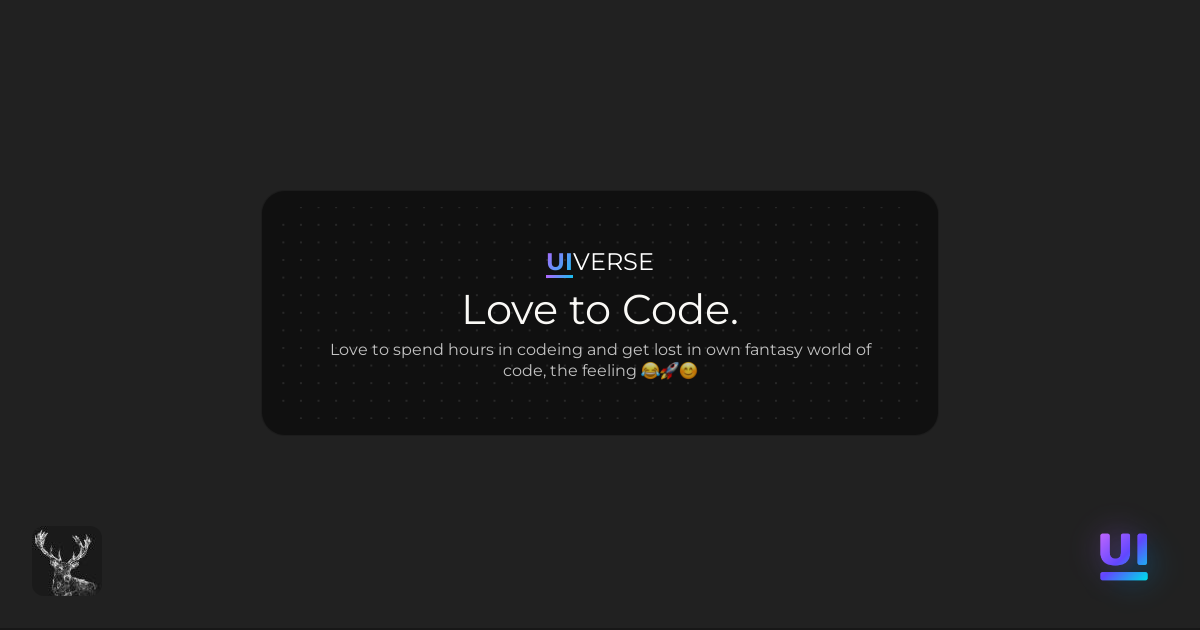 UIVERSE
Love to Code.
Love to spend hours in codeing and get lost in own fantasy world of
code, the feeling 😂🚀😊
UI